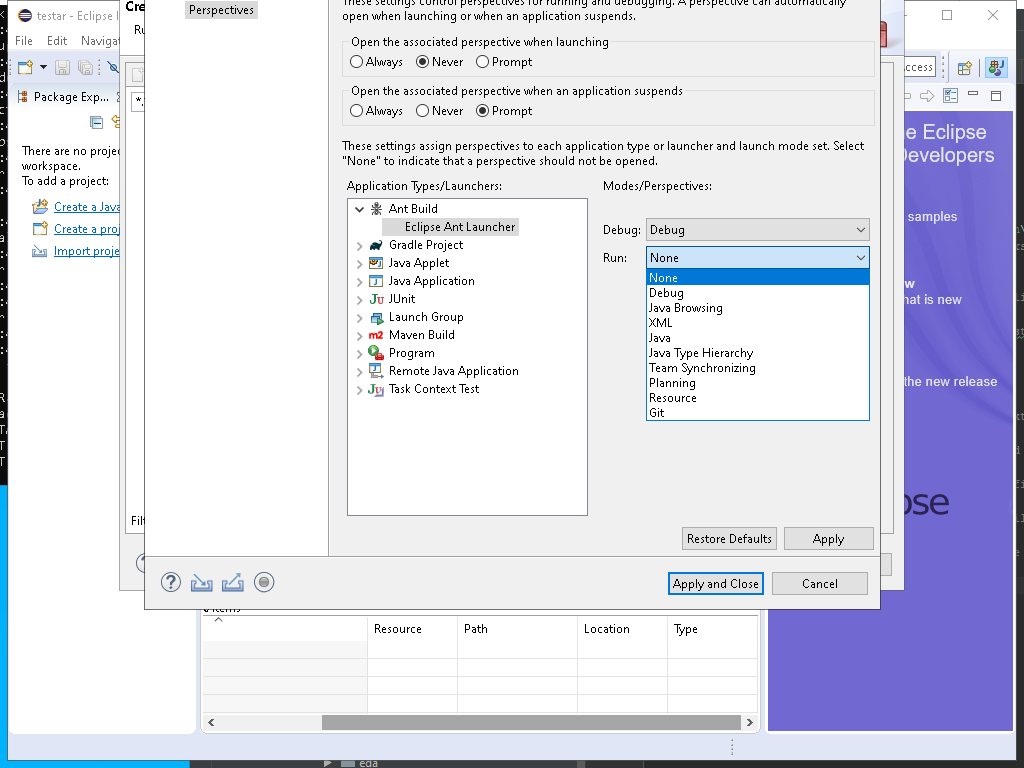 testar - Eclipse I
Cre
Perspectives
These settings control perspectives for running and debugging. A perspective can automatically
open when launching or when an application suspends.
File Edit Navigat
Ru
Open the associated perspective when launching
Always Never Prompt
ccess
Open the associated perspective when an application suspends
Package Exp...
Always Never Prompt
e Eclipse
Developers
There are no proje
workspace.
To add a project:
These settings assign perspectives to each application type or launcher and launch mode set. Select
"None" to indicate that a perspective should not be opened.
Application Types/Launchers:
Modes/Perspectives:
Create a Java
Create a proj
Import proje
Ant Build
Eclipse Ant Launcher
Gradle Project
Java Applet
Java Application
JUnit
Launch Group
Maven Build
Program
Remote Java Application
Task Context Test
Debug: Debug
Run: None
None
Debug
Java Browsing
XML
Java
Java Type Hierarchy
Team Synchronizing
Planning
Resource
Git
samples
w
hat is new
the new release
ose
Filt
Restore Defaults Apply
Apply and Close Cancel
0 items
Resource Path Location Type
eda